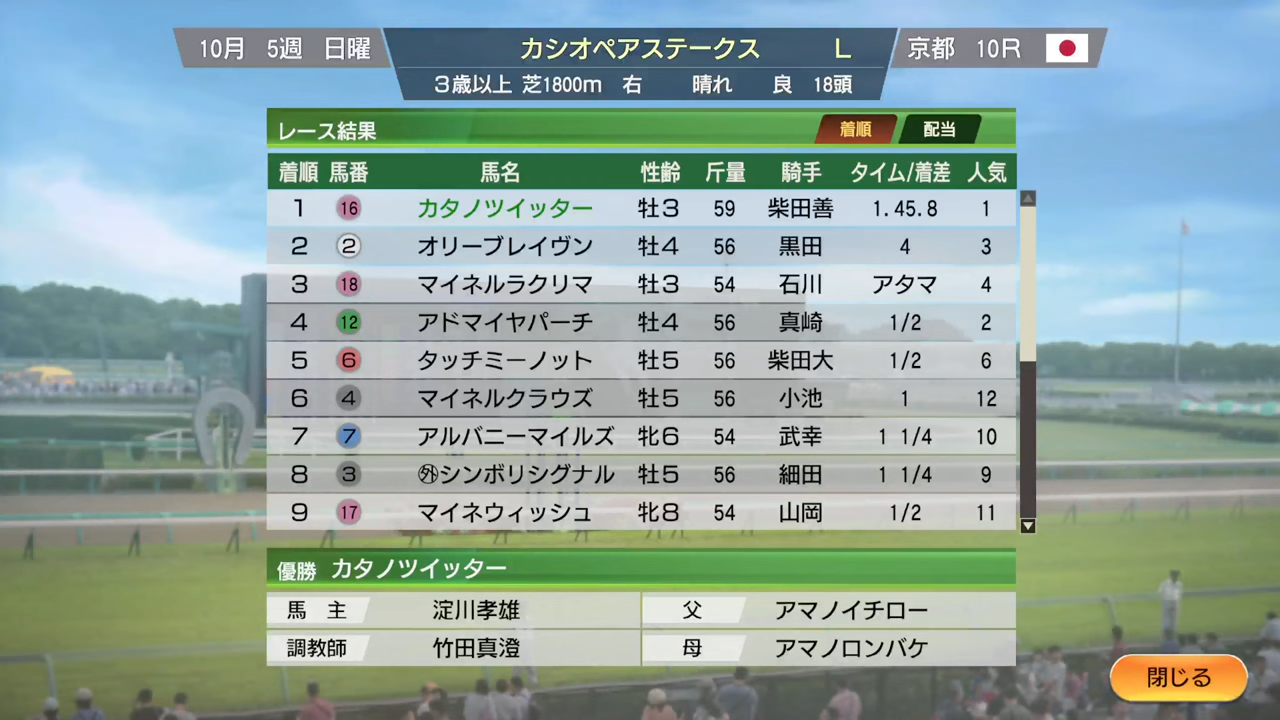 10月 5週 日曜 カシオペアステークス L 京都 10R
3歳以上 芝1800m 右 晴れ 良 18頭
レース結果 着順 配当
着順 馬番 馬名 性齢 斤量 騎手 タイム/着差 人気
1 16 カタノツイッター 牡3 59 柴田善 1.45.8 1
2 2 オリーブレイヴン 牡4 56 黒田 4 3
3 18 マイネルラクリマ 牡3 54 石川 アタマ 4
4 12 アドマイヤパーチ 牡4 56 真崎 1/2 2
5 6 タッチミーノット 牡5 56 柴田大 1/2 6
6 4 マイネルクラウズ 牡5 56 小池 1 12
7 7 アルバニーマイルズ 牝6 54 武幸 1 1/4 10
8 3 ㊕シンボリシグナル 牡5 56 細田 1 1/4 9
9 17 マイネウィッシュ 牝8 54 山岡 1/2 11
優勝 カタノツイッター
馬主 淀川孝雄 父 アマノイチロー
調教師 竹田真澄 母 アマノロンバケ
閉じる